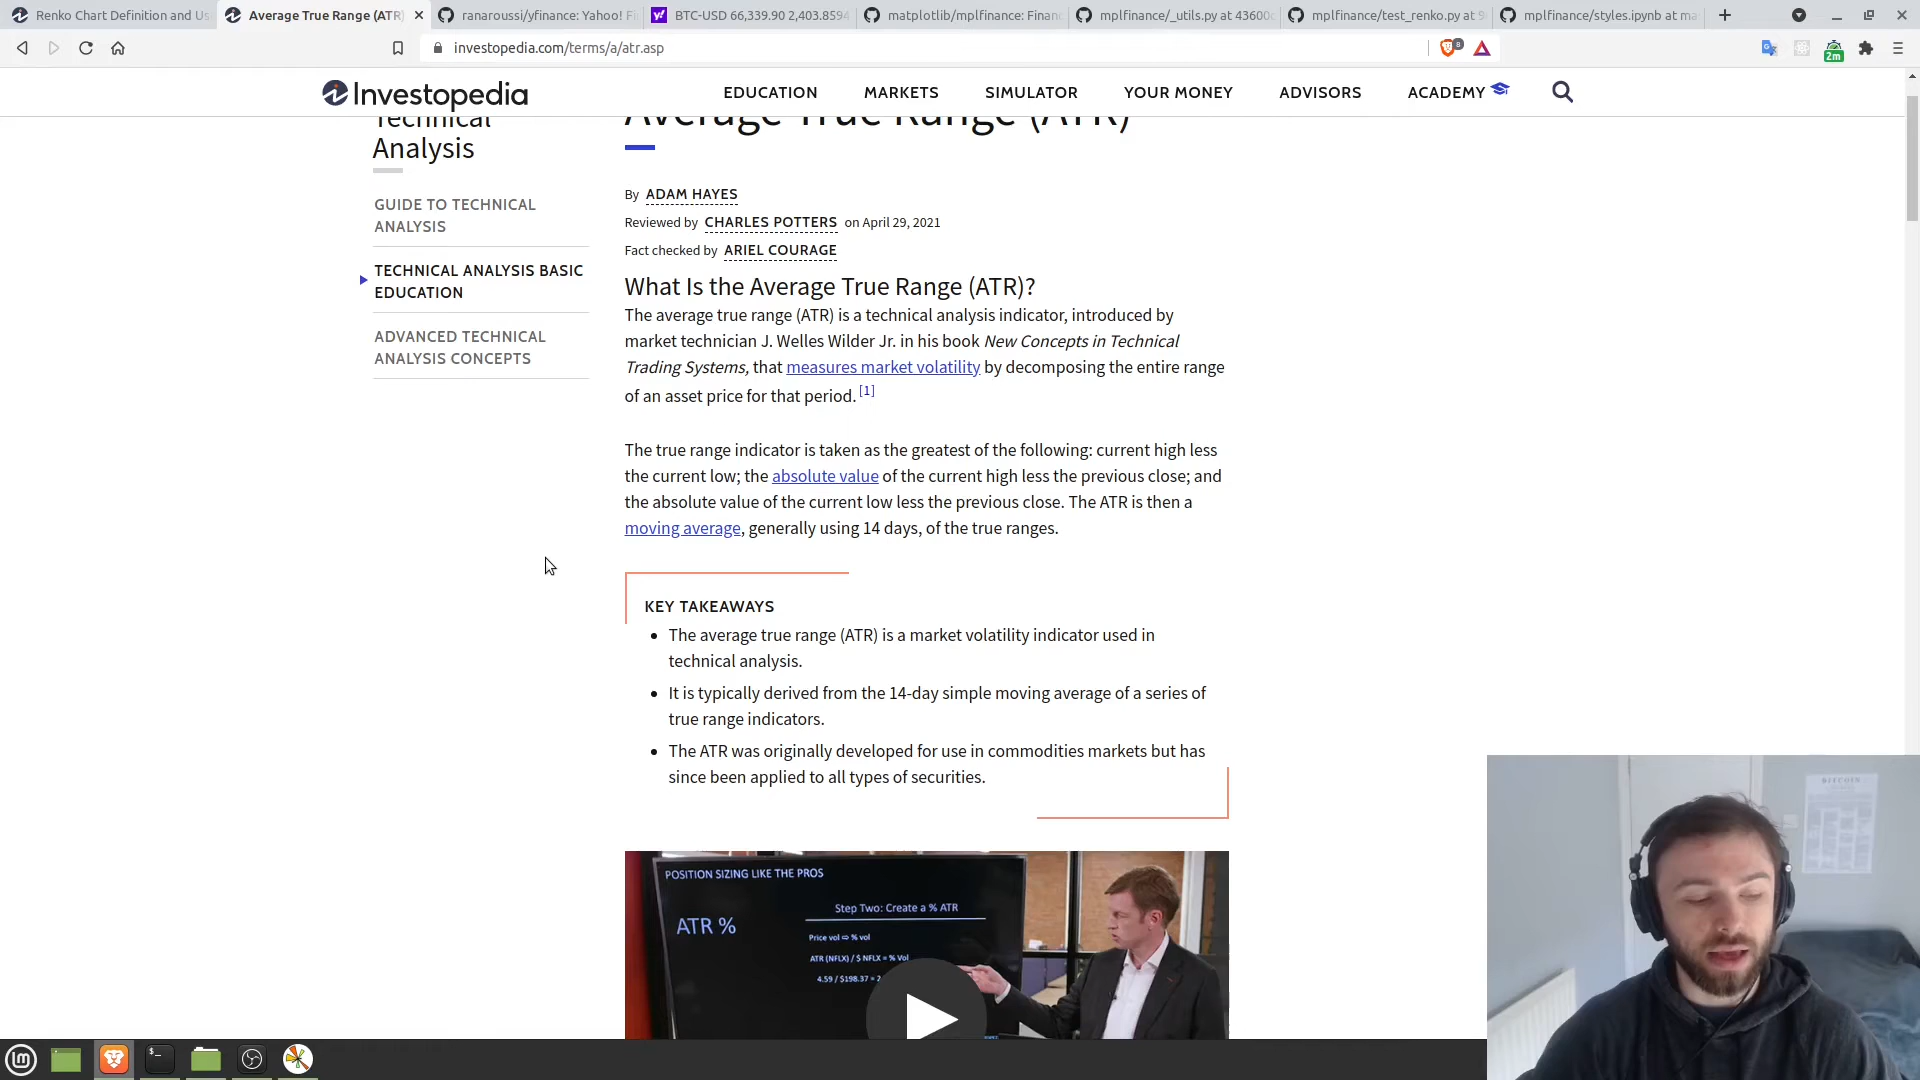 Renko Chart Definition and Us
Average True Range (ATR)
ranaroussi/yfinance: Yahoo! Fi
BTC-USD 66,339.90 2,403.8594
matplotlib/mplfinance: Finan
mplfinance/_utils.py at 43600
mplfinance/test_renko.py at 9
mplfinance/styles.ipynb at ma
investopedia.com/terms/a/atr.asp
8
2m
Investopedia
EDUCATION
MARKETS
SIMULATOR
YOUR MONEY
ADVISORS
ACADEMY
Technical
Analysis
GUIDE TO TECHNICAL
ANALYSIS
TECHNICAL ANALYSIS BASIC
EDUCATION
ADVANCED TECHNICAL
ANALYSIS CONCEPTS
Average True Range (ATR)
By ADAM HAYES
Reviewed by CHARLES POTTERS on April 29, 2021
Fact checked by ARIEL COURAGE
What Is the Average True Range (ATR)?
The average true range (ATR) is a technical analysis indicator, introduced by
market technician J. Welles Wilder Jr. in his book New Concepts in Technical
Trading Systems, that measures market volatility by decomposing the entire range
of an asset price for that period. [1]
The true range indicator is taken as the greatest of the following: current high less
the current low; the absolute value of the current high less the previous close; and
the absolute value of the current low less the previous close. The ATR is then a
moving average, generally using 14 days, of the true ranges.
KEY TAKEAWAYS
• The average true range (ATR) is a market volatility indicator used in
technical analysis.
• It is typically derived from the 14-day simple moving average of a series of
true range indicators.
• The ATR was originally developed for use in commodities markets but has
since been applied to all types of securities.
POSITION SIZING LIKE THE PROS
Step Two: Create a % ATR
ATR %
Price vol ⇨ % vol
ATR (NFLX) / $ NFLX = % Vol
4.59 / $198.37 = 2
BITCOIN